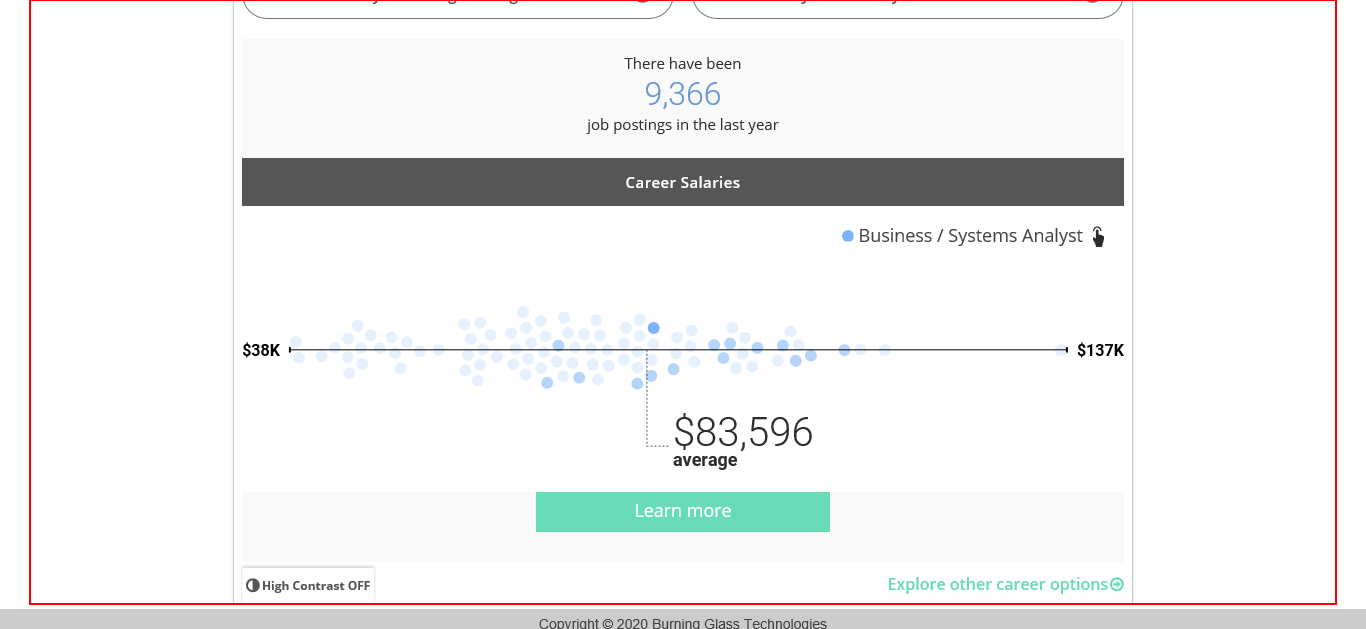 There have been
9,366
job postings in the last year
Career Salaries
Business / Systems Analyst
$38K
$137K
$83,596
average
Learn more
High Contrast OFF
Explore other career options
Copyright © 2020 Burning Glass Technologies